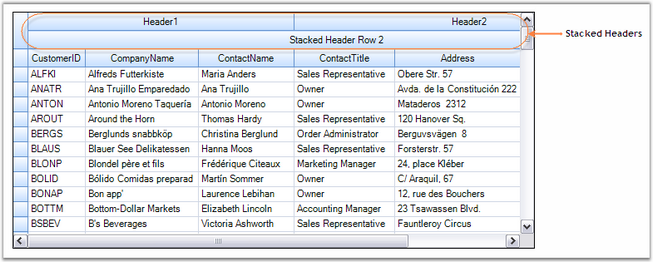 Header1 Header2
Stacked Header Row 2
Stacked Headers
CustomerID CompanyName ContactName ContactTitle Address
ALFKI Alfreds Futterkiste Maria Anders Sales Representative Obere Str. 57
ANATR Ana Trujillo Emparedado Ana Trujillo Owner Avda. de la Constitución 222
ANTON Antonio Moreno Taquería Antonio Moreno Owner Mataderos 2312
AROUT Around the Horn Thomas Hardy Sales Representative 120 Hanover Sq.
BERGS Berglunds snabbköp Christina Berglund Order Administrator Berguvsvägen 8
BLAUS Blauer See Delikatessen Hanna Moos Sales Representative Forsterstr. 57
BLONP Blondel père et fils Frédérique Citeaux Marketing Manager 24, place Kléber
BOLID Bólido Comidas preparad Martín Sommer Owner C/ Araquil, 67
BONAP Bon app' Laurence Lebihan Owner 12, rue des Bouchers
BOTTM Bottom-Dollar Markets Elizabeth Lincoln Accounting Manager 23 Tsawassen Blvd.
BSBEV B's Beverages Victoria Ashworth Sales Representative Fauntleroy Circus